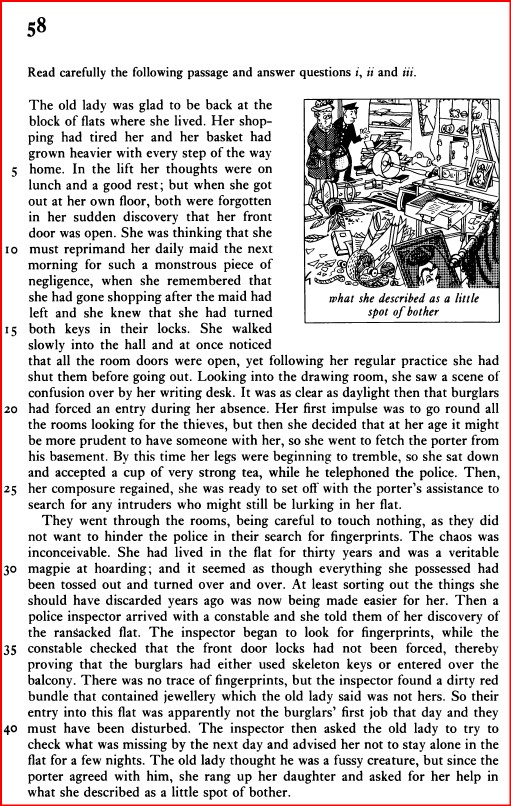 58
Read carefully the following passage and answer questions i, ii and iii.
The old lady was glad to be back at the
block of flats where she lived. Her shop-
ping had tired her and her basket had
grown heavier with every step of the way
5 home. In the lift her thoughts were on
lunch and a good rest; but when she got
out at her own floor, both were forgotten
in her sudden discovery that her front
door was open. She was thinking that she
10 must reprimand her daily maid the next
morning for such a monstrous piece of
negligence, when she remembered that
she had gone shopping after the maid had
left and she knew that she had turned
15 both keys in their locks. She walked
slowly into the hall and at once noticed
what she described as a little
spot of bother
that all the room doors were open, yet following her regular practice she had
shut them before going out. Looking into the drawing room, she saw a scene of
confusion over by her writing desk. It was as clear as daylight then that burglars
20 had forced an entry during her absence. Her first impulse was to go round all
the rooms looking for the thieves, but then she decided that at her age it might
be more prudent to have someone with her, so she went to fetch the porter from
his basement. By this time her legs were beginning to tremble, so she sat down
and accepted a cup of very strong tea, while he telephoned the police. Then,
25 her composure regained, she was ready to set off with the porter's assistance to
search for any intruders who might still be lurking in her flat.
They went through the rooms, being careful to touch nothing, as they did
not want to hinder the police in their search for fingerprints. The chaos was
inconceivable. She had lived in the flat for thirty years and was a veritable
30 magpie at hoarding; and it seemed as though everything she possessed had
been tossed out and turned over and over. At least sorting out the things she
should have discarded years ago was now being made easier for her. Then a
police inspector arrived with a constable and she told them of her discovery of
the ransacked flat. The inspector began to look for fingerprints, while the
35 constable checked that the front door locks had not been forced, thereby
proving that the burglars had either used skeleton keys or entered over the
balcony. There was no trace of fingerprints, but the inspector found a dirty red
bundle that contained jewellery which the old lady said was not hers. So their
entry into this flat was apparently not the burglars' first job that day and they
40 must have been disturbed. The inspector then asked the old lady to try to
check what was missing by the next day and advised her not to stay alone in the
flat for a few nights. The old lady thought he was a fussy creature, but since the
porter agreed with him, she rang up her daughter and asked for her help in
what she described as a little spot of bother.